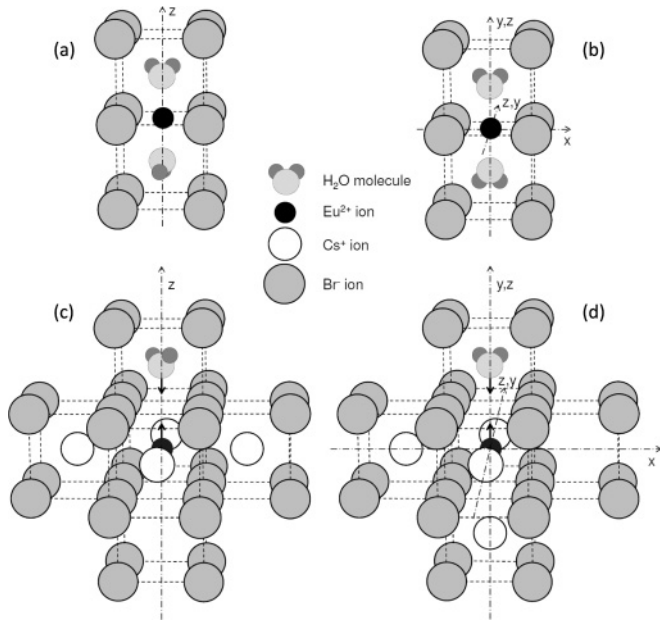 (a)
z
(b)
y,z
z,y
x
H₂O molecule
Eu²⁺ ion
Cs⁺ ion
Br⁻ ion
(c)
z
(d)
y,z
z,y
x